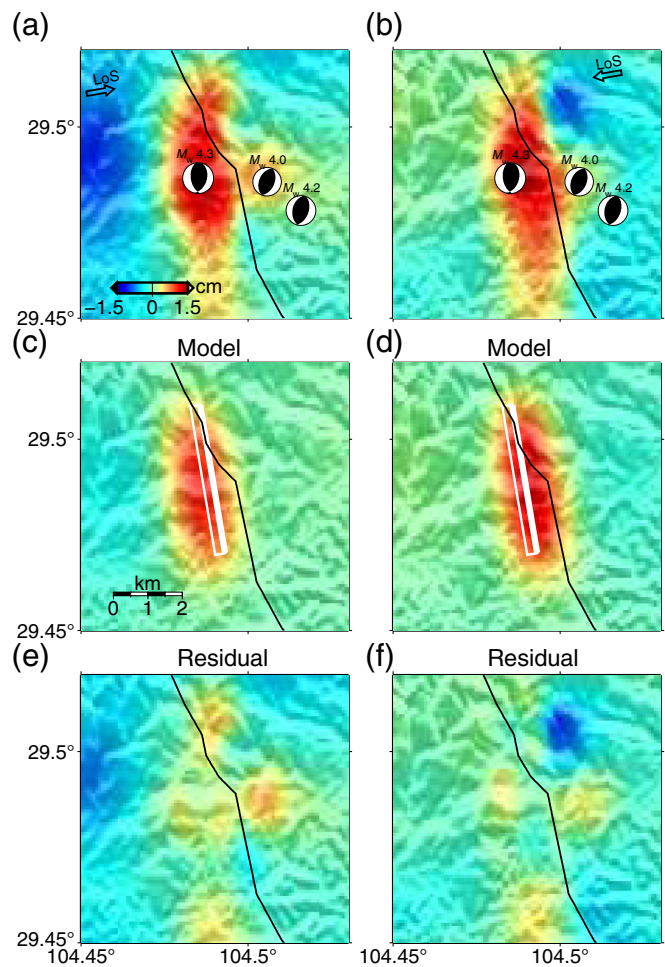 (a) (b)
LoS LoS
29.5°
Mw 4.3 Mw 4.0 Mw 4.2 Mw 4.3 Mw 4.0 Mw 4.2
cm
−1.5 0 1.5
29.45°
(c) Model (d) Model
29.5°
km
0 1 2
29.45°
(e) Residual (f) Residual
29.5°
29.45°
104.45° 104.5° 104.5°